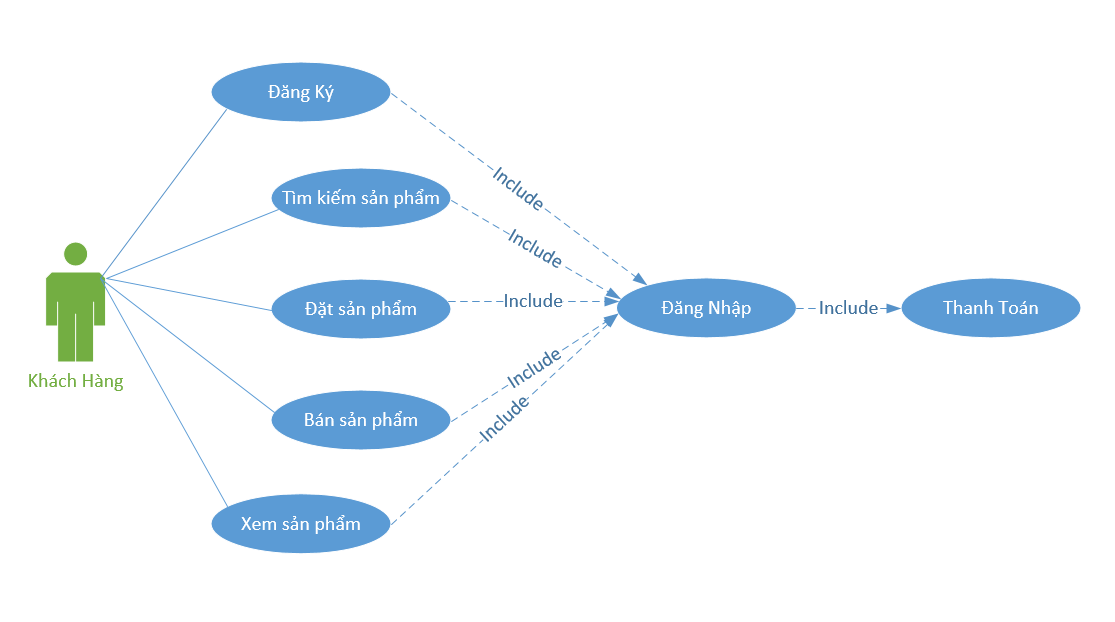 Đăng Ký
Include
Tìm kiếm sản phẩm
Include
Đặt sản phẩm
Include
Đăng Nhập
Include
Thanh Toán
Khách Hàng
Include
Bán sản phẩm
Include
Xem sản phẩm